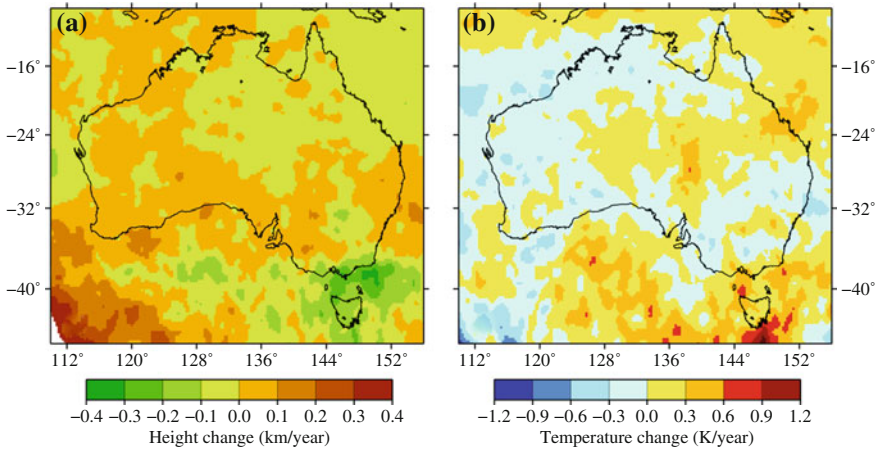 (a) (b)
−16° −16°
−24° −24°
−32° −32°
−40° −40°
112 120 128 136 144 152 112 120 128 136 144 152
−0.4 −0.3 −0.2 −0.1 0.0 0.1 0.2 0.3 0.4 −1.2 −0.9 −0.6 −0.3 0.0 0.3 0.6 0.9 1.2
Height change (km/year) Temperature change (K/year)